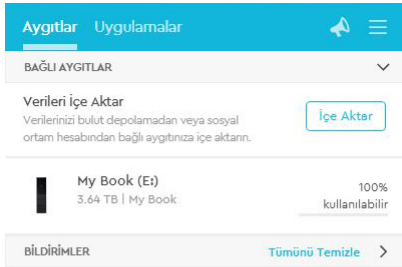 Aygıtlar Uygulamalar
BAĞLI AYGITLAR
Verileri İçe Aktar
Verilerinizi bulut depolamadan veya sosyal
ortam hesabından bağlı aygıtınıza içe aktarın.
İçe Aktar
My Book (E:)
3.64 TB | My Book
100%
kullanılabilir
BİLDİRİMLER
Tümünü Temizle